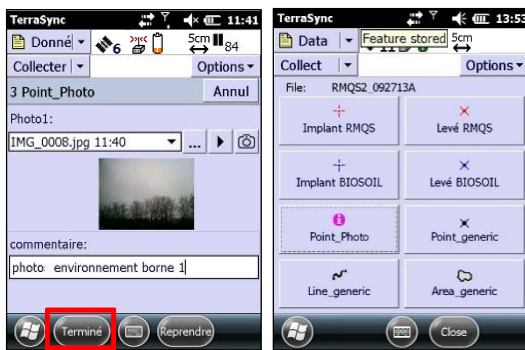 TerraSync 11:41
Donné 6 5cm 84
Collecter Options
3 Point_Photo Annul
Photo1:
IMG_0008.jpg 11:40 ...
commentaire:
photo: environnement borne 1
Terminé Reprendre
TerraSync 13:53
Data Feature stored 5cm
Collect Options
File: RMQS2_092713A
Implant RMQS Levé RMQS
Implant BIOSOIL Levé BIOSOIL
Point_Photo Point_generic
Line_generic Area_generic
Close